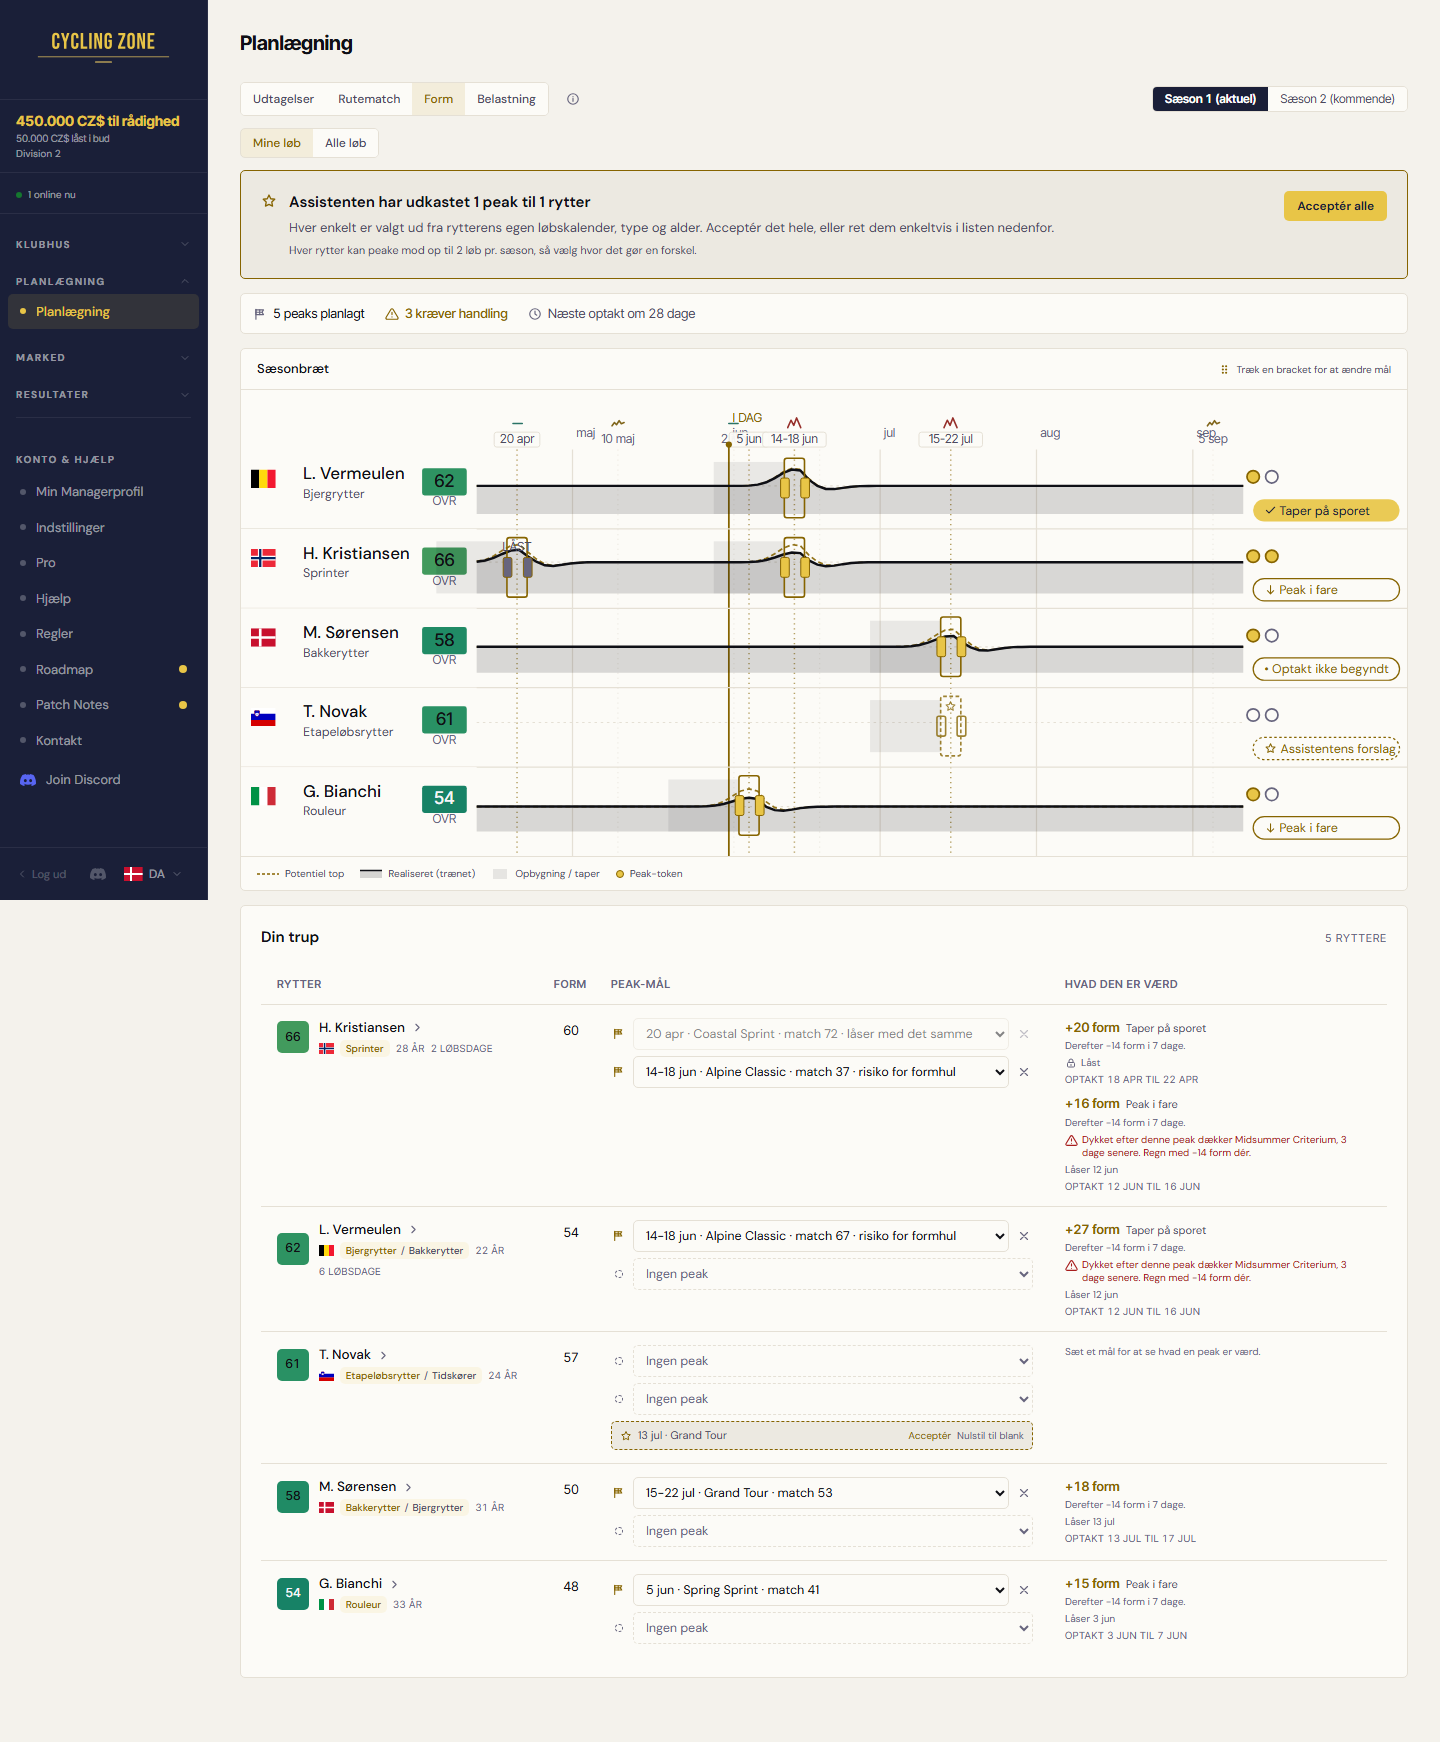 CYCLING ZONE
450.000 CZ$ til rådighed
50.000 CZ$ låst i bud
Division 2
1 online nu
KLUBHUS
PLANLÆGNING
Planlægning
MARKED
RESULTATER
KONTO & HJÆLP
Min Managerprofil
Indstillinger
Pro
Hjælp
Regler
Roadmap
Patch Notes
Kontakt
Join Discord
Log ud
DA
Planlægning
Udtagelser Rutematch Form Belastning
Sæson 1 (aktuel) Sæson 2 (kommende)
Mine løb Alle løb
Assistenten har udkastet 1 peak til 1 rytter
Hver enkelt er valgt ud fra rytterens egen løbskalender, type og alder. Acceptér det hele, eller ret dem enkeltvis i listen nedenfor.
Hver rytter kan peake mod op til 2 løb pr. sæson, så vælg hvor det gør en forskel.
Acceptér alle
5 peaks planlagt 3 kræver handling Næste optakt om 28 dage
Sæsonbræt
Træk en bracket for at ændre mål
I DAG
maj jun jul aug sep
20 apr 10 maj 5 jun 14-18 jun 15-22 jul 5 sep
L. Vermeulen
Bjergrytter
62
OVR
Taper på sporet
LÅST
H. Kristiansen
Sprinter
66
OVR
Peak i fare
M. Sørensen
Bakkerytter
58
OVR
• Optakt ikke begyndt
T. Novak
Etapeløbsrytter
61
OVR
Assistentens forslag
G. Bianchi
Rouleur
54
OVR
Peak i fare
Potentiel top Realiseret (trænet) Opbygning / taper Peak-token
Din trup
5 RYTTERE
RYTTER FORM PEAK-MÅL HVAD DEN ER VÆRD
66
H. Kristiansen
Sprinter 28 ÅR 2 LØBSDAGE
60
20 apr · Coastal Sprint · match 72 · låser med det samme
14-18 jun · Alpine Classic · match 37 · risiko for formhul
+20 form Taper på sporet
Derefter -14 form i 7 dage.
Låst
OPTAKT 18 APR TIL 22 APR
+16 form Peak i fare
Derefter -14 form i 7 dage.
Dykket efter denne peak dækker Midsummer Criterium, 3
dage senere. Regn med -14 form dér.
Låser 12 jun
OPTAKT 12 JUN TIL 16 JUN
62
L. Vermeulen
Bjergrytter / Bakkerytter 22 ÅR
6 LØBSDAGE
54
14-18 jun · Alpine Classic · match 67 · risiko for formhul
Ingen peak
+27 form Taper på sporet
Derefter -14 form i 7 dage.
Dykket efter denne peak dækker Midsummer Criterium, 3
dage senere. Regn med -14 form dér.
Låser 12 jun
OPTAKT 12 JUN TIL 16 JUN
61
T. Novak
Etapeløbsrytter / Tidskører 24 ÅR
57
Ingen peak
Ingen peak
13 jul · Grand Tour Acceptér Nulstil til blank
Sæt et mål for at se hvad en peak er værd.
58
M. Sørensen
Bakkerytter / Bjergrytter 31 ÅR
50
15-22 jul · Grand Tour · match 53
Ingen peak
+18 form
Derefter -14 form i 7 dage.
Låser 13 jul
OPTAKT 13 JUL TIL 17 JUL
54
G. Bianchi
Rouleur 33 ÅR
48
5 jun · Spring Sprint · match 41
Ingen peak
+15 form Peak i fare
Derefter -14 form i 7 dage.
Låser 3 jun
OPTAKT 3 JUN TIL 7 JUN